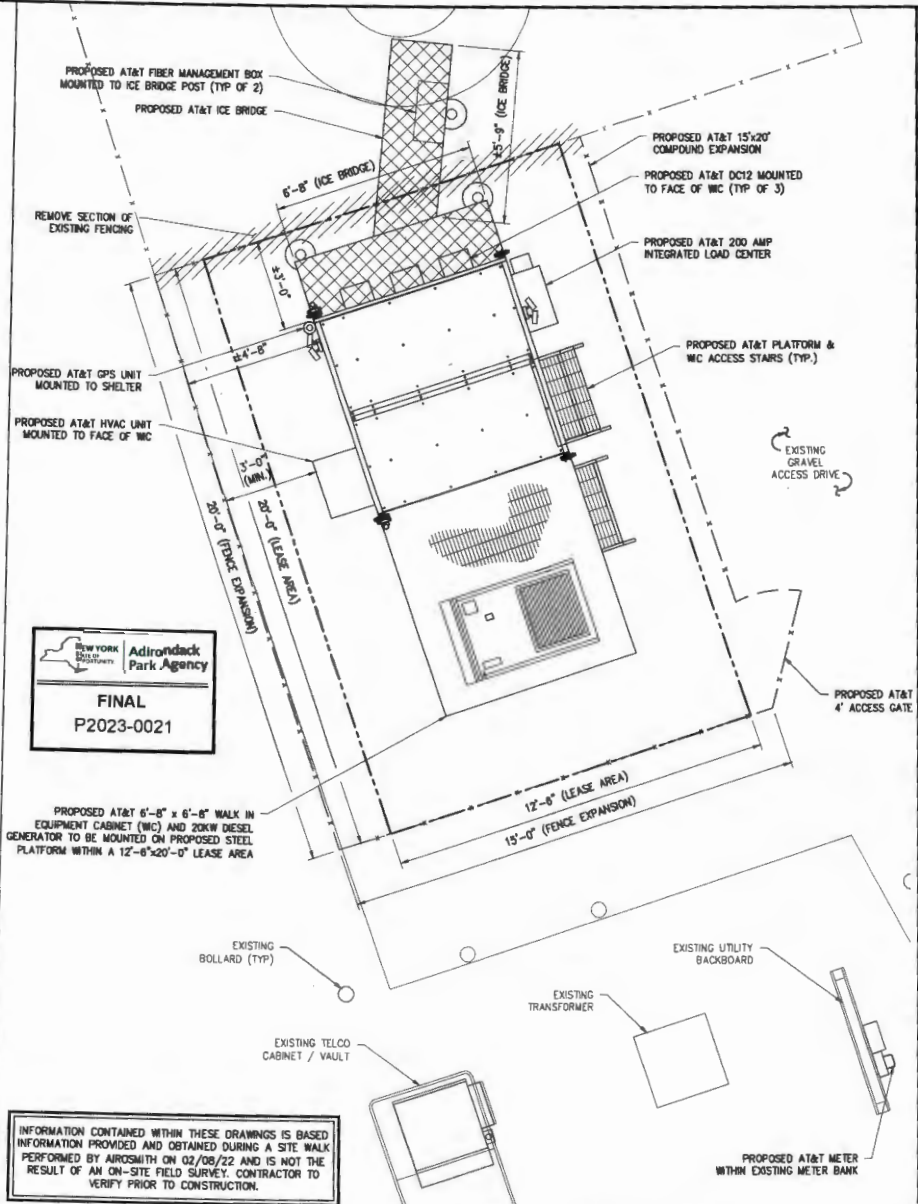 PROPOSED AT&T FIBER MANAGEMENT BOX
MOUNTED TO ICE BRIDGE POST (TYP OF 2)
PROPOSED AT&T ICE BRIDGE
±5'-9" (ICE BRIDGE)
6'-8" (ICE BRIDGE)
PROPOSED AT&T 15'x20'
COMPOUND EXPANSION
PROPOSED AT&T DC12 MOUNTED
TO FACE OF WIC (TYP OF 3)
REMOVE SECTION OF
EXISTING FENCING
PROPOSED AT&T 200 AMP
INTEGRATED LOAD CENTER
±3'-0"
±4'-8"
PROPOSED AT&T PLATFORM &
WIC ACCESS STAIRS (TYP.)
PROPOSED AT&T GPS UNIT
MOUNTED TO SHELTER
PROPOSED AT&T HVAC UNIT
MOUNTED TO FACE OF WIC
3'-0"
(MIN.)
EXISTING
GRAVEL
ACCESS DRIVE
20'-0" (FENCE EXPANSION)
20'-0" (LEASE AREA)
NEW YORK
STATE OF
OPPORTUNITY
Adirondack
Park Agency
FINAL
P2023-0021
PROPOSED AT&T
4' ACCESS GATE
PROPOSED AT&T 6'-8" x 6'-8" WALK IN
EQUIPMENT CABINET (WIC) AND 20KW DIESEL
GENERATOR TO BE MOUNTED ON PROPOSED STEEL
PLATFORM WITHIN A 12'-6"x20'-0" LEASE AREA
12'-6" (LEASE AREA)
15'-0" (FENCE EXPANSION)
EXISTING
BOLLARD (TYP)
EXISTING UTILITY
BACKBOARD
EXISTING
TRANSFORMER
EXISTING TELCO
CABINET / VAULT
INFORMATION CONTAINED WITHIN THESE DRAWINGS IS BASED
INFORMATION PROVIDED AND OBTAINED DURING A SITE WALK
PERFORMED BY AIROSMITH ON 02/08/22 AND IS NOT THE
RESULT OF AN ON-SITE FIELD SURVEY. CONTRACTOR TO
VERIFY PRIOR TO CONSTRUCTION.
PROPOSED AT&T METER
WITHIN EXISTING METER BANK